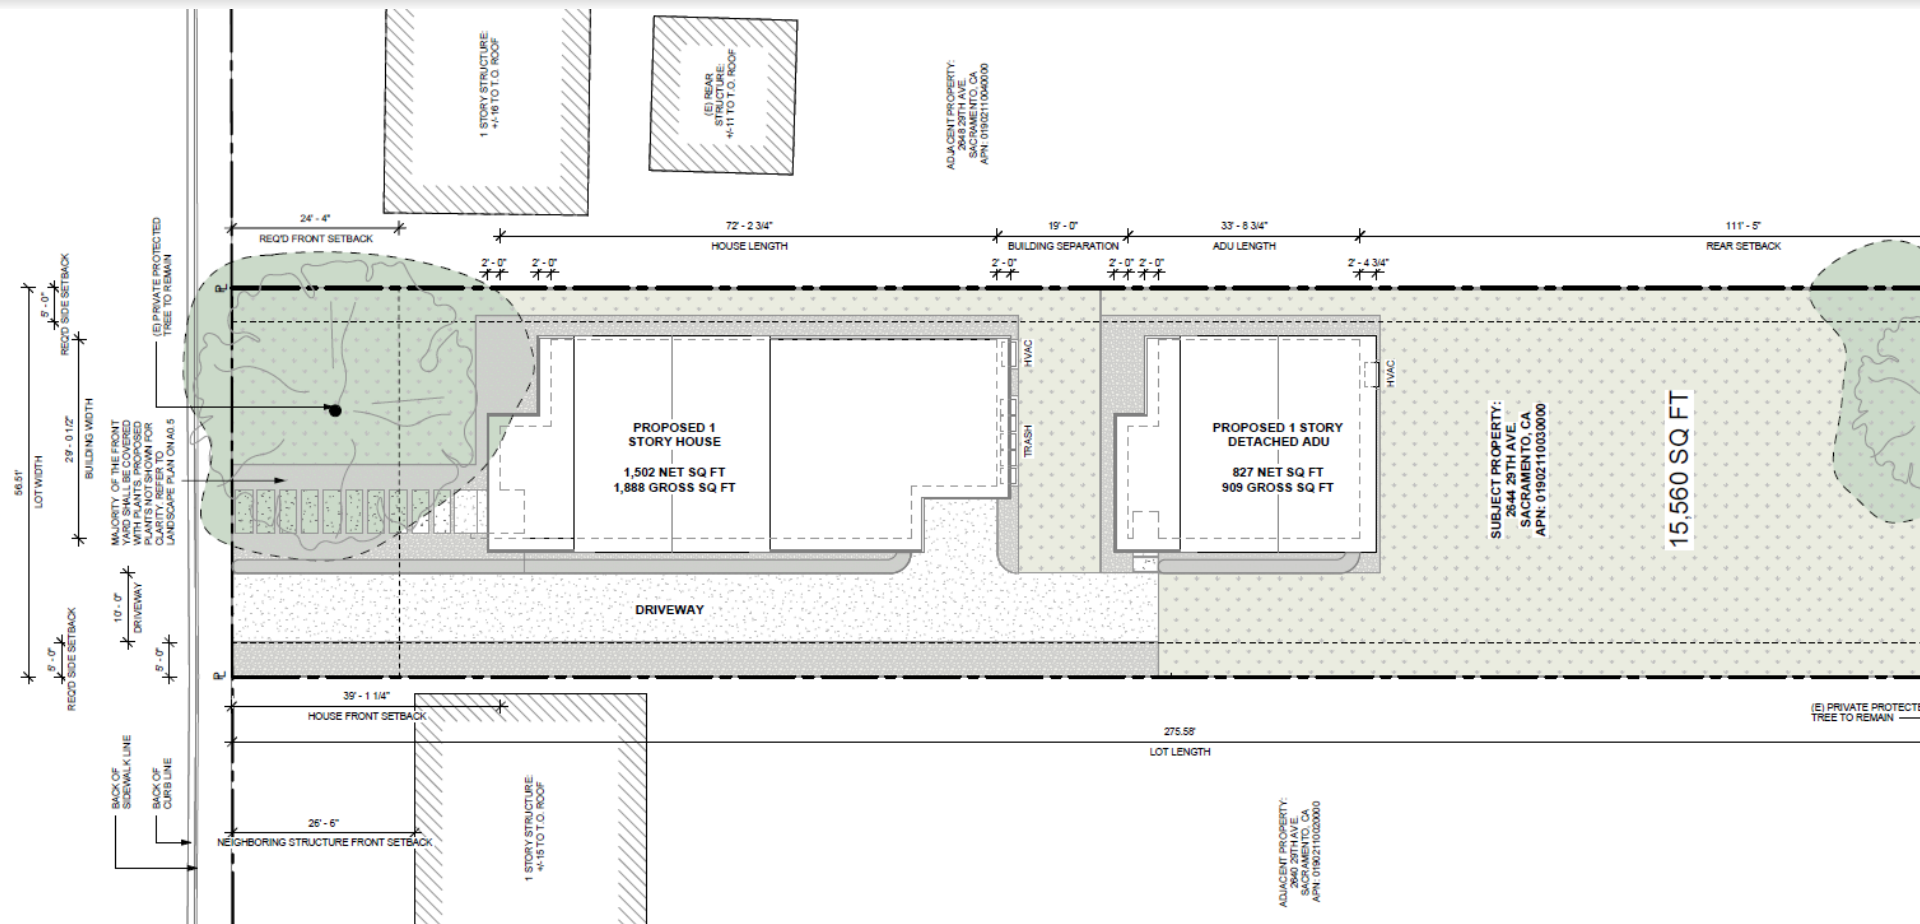 1 STORY STRUCTURE:
+/-16 TO T.O. ROOF
(E) REAR
STRUCTURE:
+/-11 TO T.O. ROOF
ADJACENT PROPERTY:
2648 29TH AVE.
SACRAMENTO, CA
APN: 01902110040000
24' - 4"
REQ'D FRONT SETBACK
72' - 2 3/4"
HOUSE LENGTH
19' - 0"
BUILDING SEPARATION
33' - 8 3/4"
ADU LENGTH
111' - 5"
REAR SETBACK
2' - 0"
2' - 0"
2' - 0"
2' - 0"
2' - 0"
2' - 4 3/4"
(E) PRIVATE PROTECTED
TREE TO REMAIN
5' - 0"
REQ'D SIDE SETBACK
PL
56.51'
LOT WIDTH
29' - 0 1/2"
BUILDING WIDTH
MAJORITY OF THE FRONT
YARD SHALL BE COVERED
WITH PLANTS. PROPOSED
PLANTS NOT SHOWN FOR
CLARITY. REFER TO
LANDSCAPE PLAN ON A0.5
PROPOSED 1
STORY HOUSE
1,502 NET SQ FT
1,888 GROSS SQ FT
HVAC
TRASH
PROPOSED 1 STORY
DETACHED ADU
827 NET SQ FT
909 GROSS SQ FT
HVAC
SUBJECT PROPERTY:
2644 29TH AVE.
SACRAMENTO, CA
APN: 01902110030000
15,560 SQ FT
10' - 0"
DRIVEWAY
DRIVEWAY
5' - 0"
REQ'D SIDE SETBACK
5' - 0"
PL
39' - 1 1/4"
HOUSE FRONT SETBACK
(E) PRIVATE PROTECTE
TREE TO REMAIN
275.58'
LOT LENGTH
BACK OF
SIDEWALK LINE
BACK OF
CURB LINE
26' - 6"
NEIGHBORING STRUCTURE FRONT SETBACK
1 STORY STRUCTURE:
+/-15 TO T.O. ROOF
ADJACENT PROPERTY:
2640 29TH AVE.
SACRAMENTO, CA
APN: 01902110020000